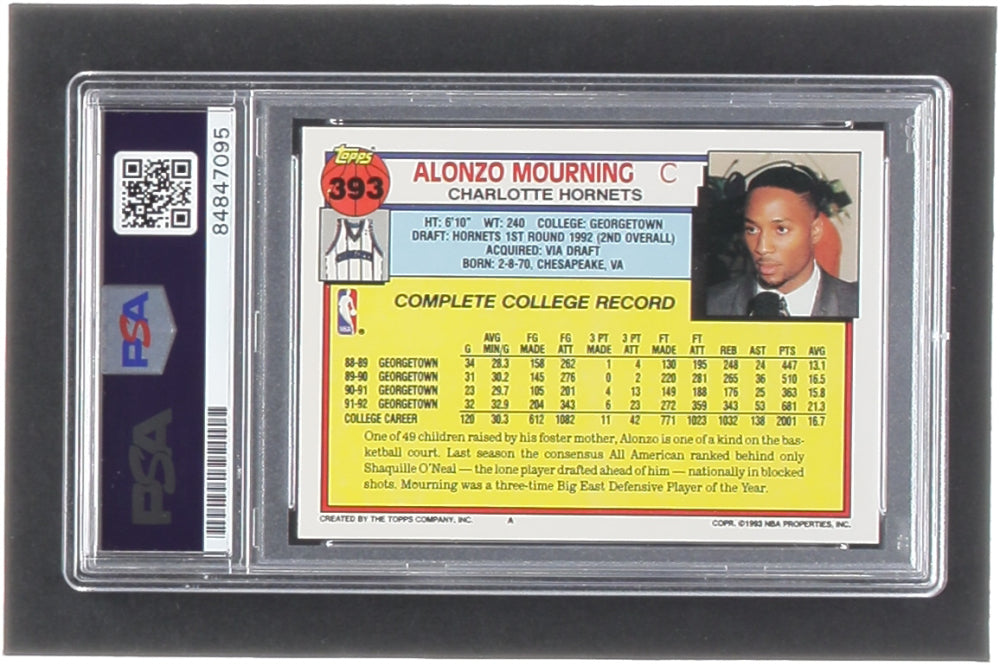 84847095
PSA
PSA
Topps
393
ALONZO MOURNING C
CHARLOTTE HORNETS
HT: 6'10" WT: 240 COLLEGE: GEORGETOWN
DRAFT: HORNETS 1ST ROUND 1992 (2ND OVERALL)
ACQUIRED: VIA DRAFT
BORN: 2-8-70, CHESAPEAKE, VA
NBA
COMPLETE COLLEGE RECORD
G AVG MIN/G FG MADE FG ATT 3 PT MADE 3 PT ATT FT MADE FT ATT REB AST PTS AVG
88-89 GEORGETOWN 34 28.3 158 262 1 4 130 195 248 24 447 13.1
89-90 GEORGETOWN 31 30.2 145 276 0 2 220 281 265 36 510 16.5
90-91 GEORGETOWN 23 29.7 105 201 4 13 149 188 176 25 363 15.8
91-92 GEORGETOWN 32 32.9 204 343 6 23 272 359 343 53 681 21.3
COLLEGE CAREER 120 30.3 612 1082 11 42 771 1023 1032 138 2001 16.7
One of 49 children raised by his foster mother, Alonzo is one of a kind on the bas-
ketball court. Last season the consensus All American ranked behind only
Shaquille O'Neal — the lone player drafted ahead of him — nationally in blocked
shots. Mourning was a three-time Big East Defensive Player of the Year.
CREATED BY THE TOPPS COMPANY, INC. A COPR. ©1993 NBA PROPERTIES, INC.